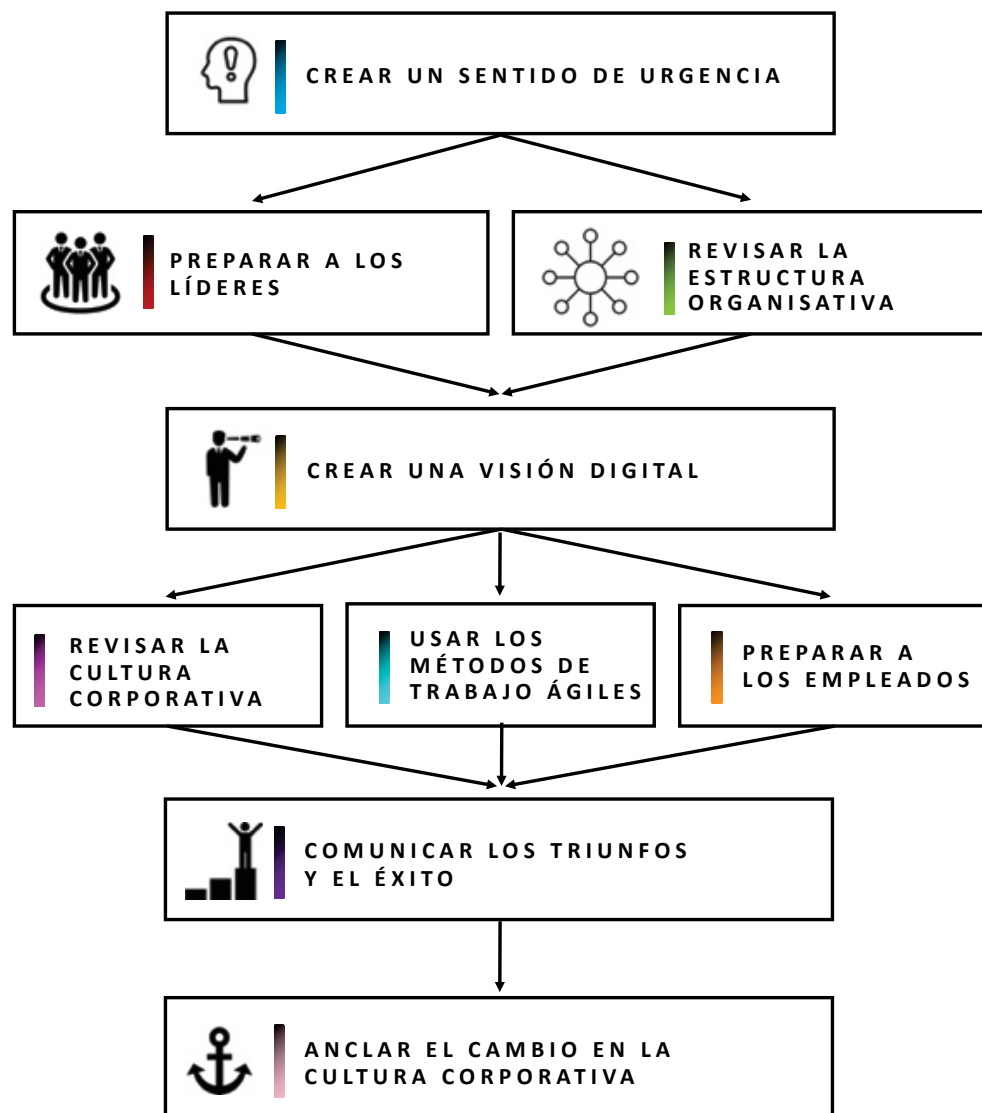 CREAR UN SENTIDO DE URGENCIA
PREPARAR A LOS
LÍDERES
REVISAR LA
ESTRUCTURA
ORGANISATIVA
CREAR UNA VISIÓN DIGITAL
REVISAR LA
CULTURA
CORPORATIVA
USAR LOS
MÉTODOS DE
TRABAJO ÁGILES
PREPARAR A
LOS EMPLEADOS
COMUNICAR LOS TRIUNFOS
Y EL ÉXITO
ANCLAR EL CAMBIO EN LA
CULTURA CORPORATIVA